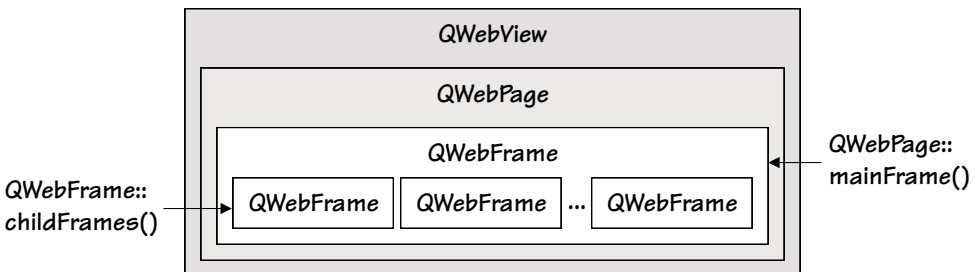 QWebView
QWebPage
QWebFrame
QWebPage::
mainFrame()
QWebFrame::
childFrames()
QWebFrame QWebFrame ... QWebFrame